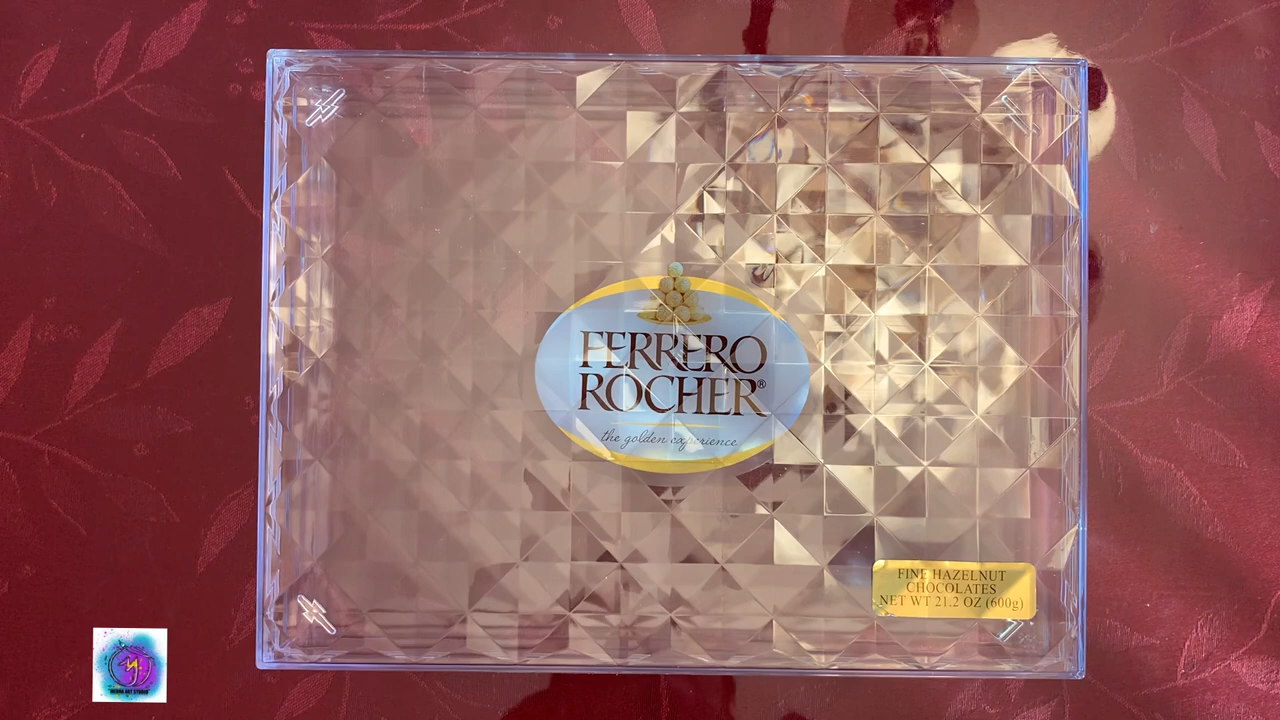 FERRERO
ROCHER®
the golden experience
FINE HAZELNUT
CHOCOLATES
NET WT 21.2 OZ (600g)